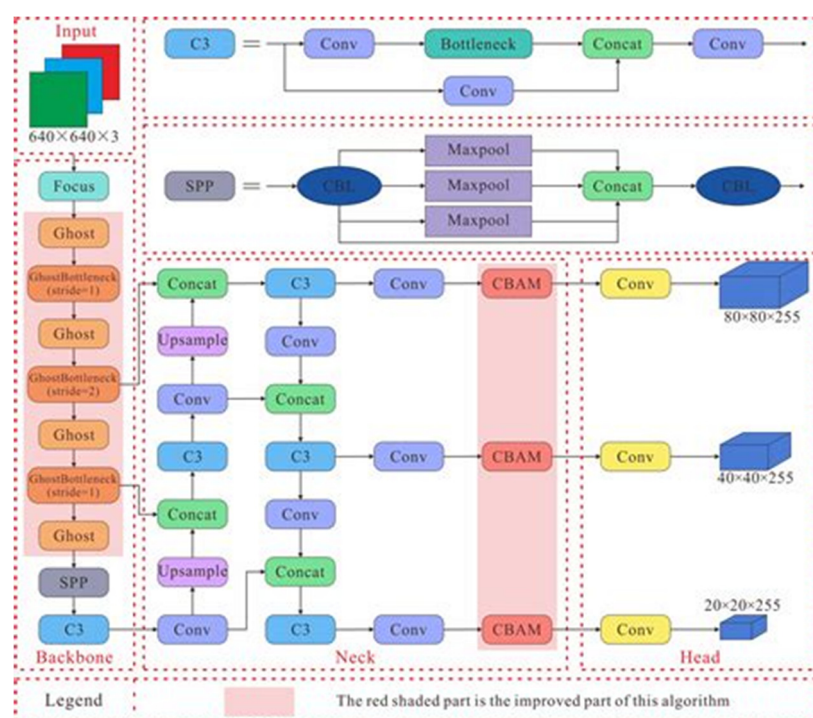 Input
640×640×3
C3
=
Conv
Bottleneck
Concat
Conv
Conv
SPP
=
CBL
Maxpool
Maxpool
Maxpool
Concat
CBL
Focus
Ghost
GhostBottleneck
(stride=1)
Ghost
GhostBottleneck
(stride=2)
Ghost
GhostBottleneck
(stride=1)
Ghost
SPP
C3
Backbone
Concat
Upsample
Conv
C3
Concat
Upsample
Conv
C3
Conv
Concat
C3
Conv
Concat
C3
Conv
Conv
Conv
CBAM
CBAM
CBAM
Neck
Conv
80×80×255
Conv
40×40×255
Conv
20×20×255
Head
Legend
The red shaded part is the improved part of this algorithm